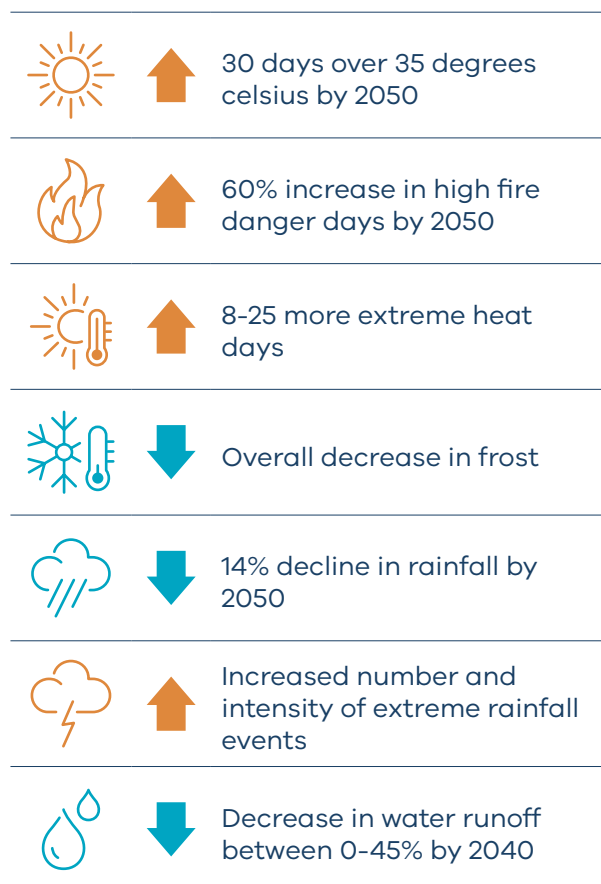 30 days over 35 degrees
celsius by 2050
60% increase in high fire
danger days by 2050
8-25 more extreme heat
days
Overall decrease in frost
14% decline in rainfall by
2050
Increased number and
intensity of extreme rainfall
events
Decrease in water runoff
between 0-45% by 2040